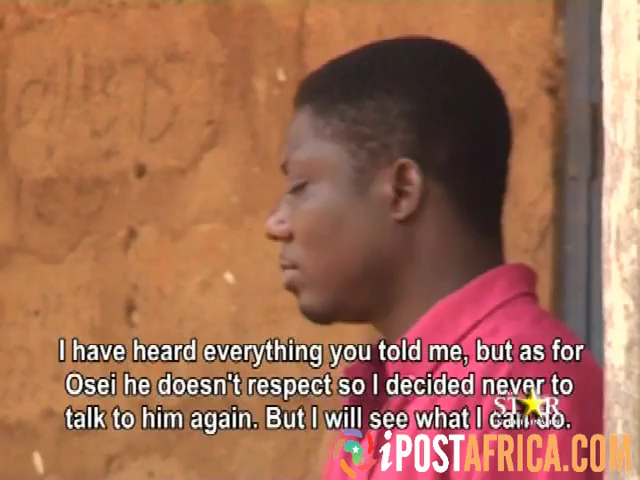 I have heard everything you told me, but as for
Osei he doesn't respect so I decided never to
talk to him again. But I will see what I can do.
STAR
iPOSTAFRICA.COM